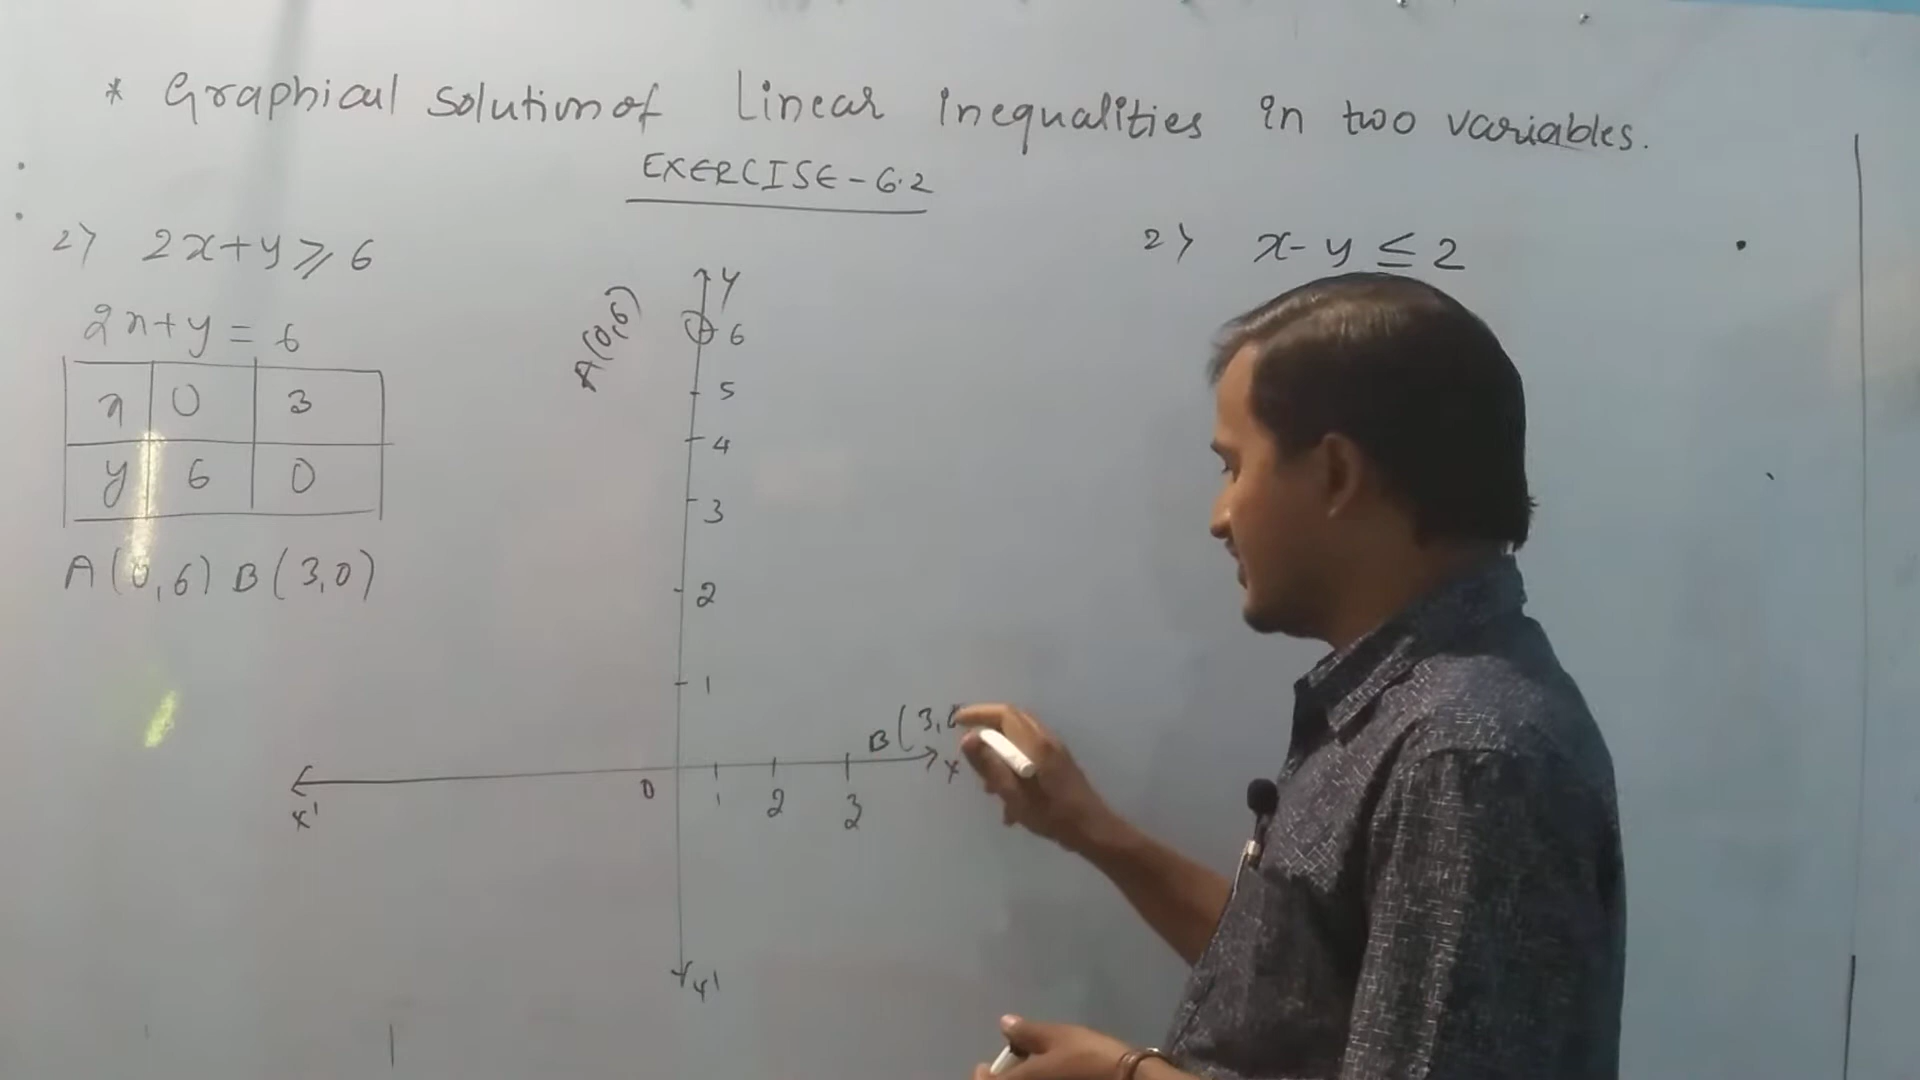 * Graphical solution of Linear Inequalities in two variables.
EXERCISE-6.2
2) 2x+y ≥ 6
2x+y = 6
x 0 3
y 6 0
A(0,6) B(3,0)
A(0,6)
Y
6
5
4
3
2
1
B(3,
X' 0 1 2 3 X
Y'
2) x-y ≤ 2